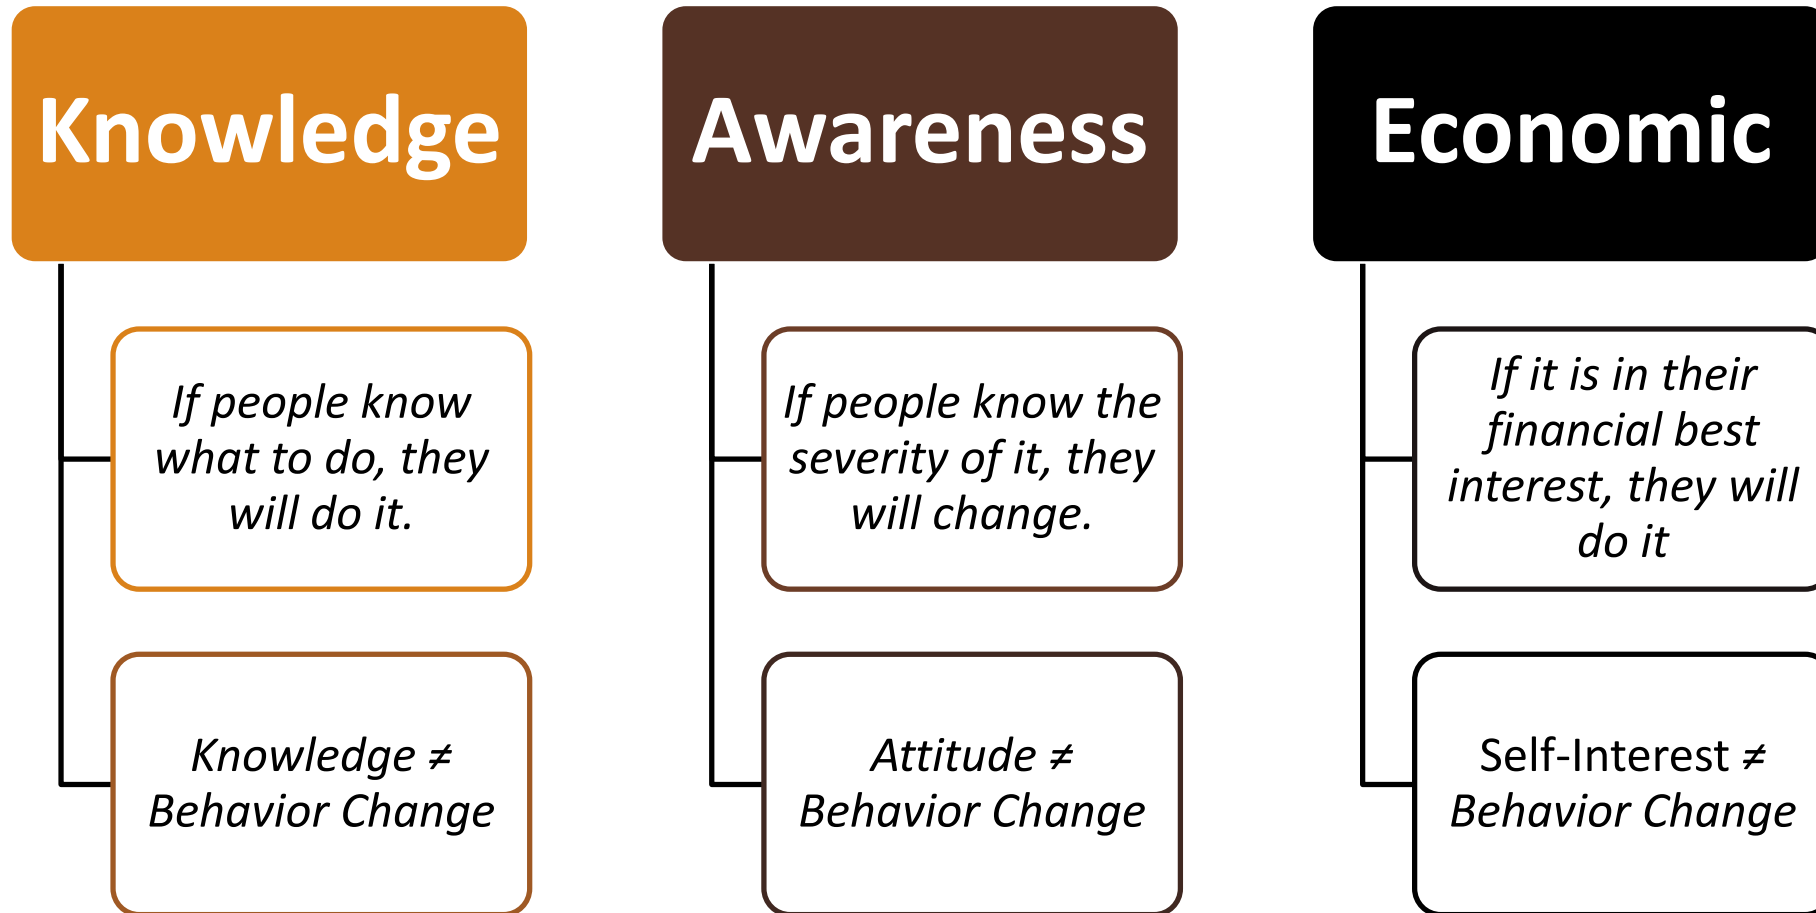 Knowledge
If people know
what to do, they
will do it.
Knowledge ≠
Behavior Change
Awareness
If people know the
severity of it, they
will change.
Attitude ≠
Behavior Change
Economic
If it is in their
financial best
interest, they will
do it
Self-Interest ≠
Behavior Change